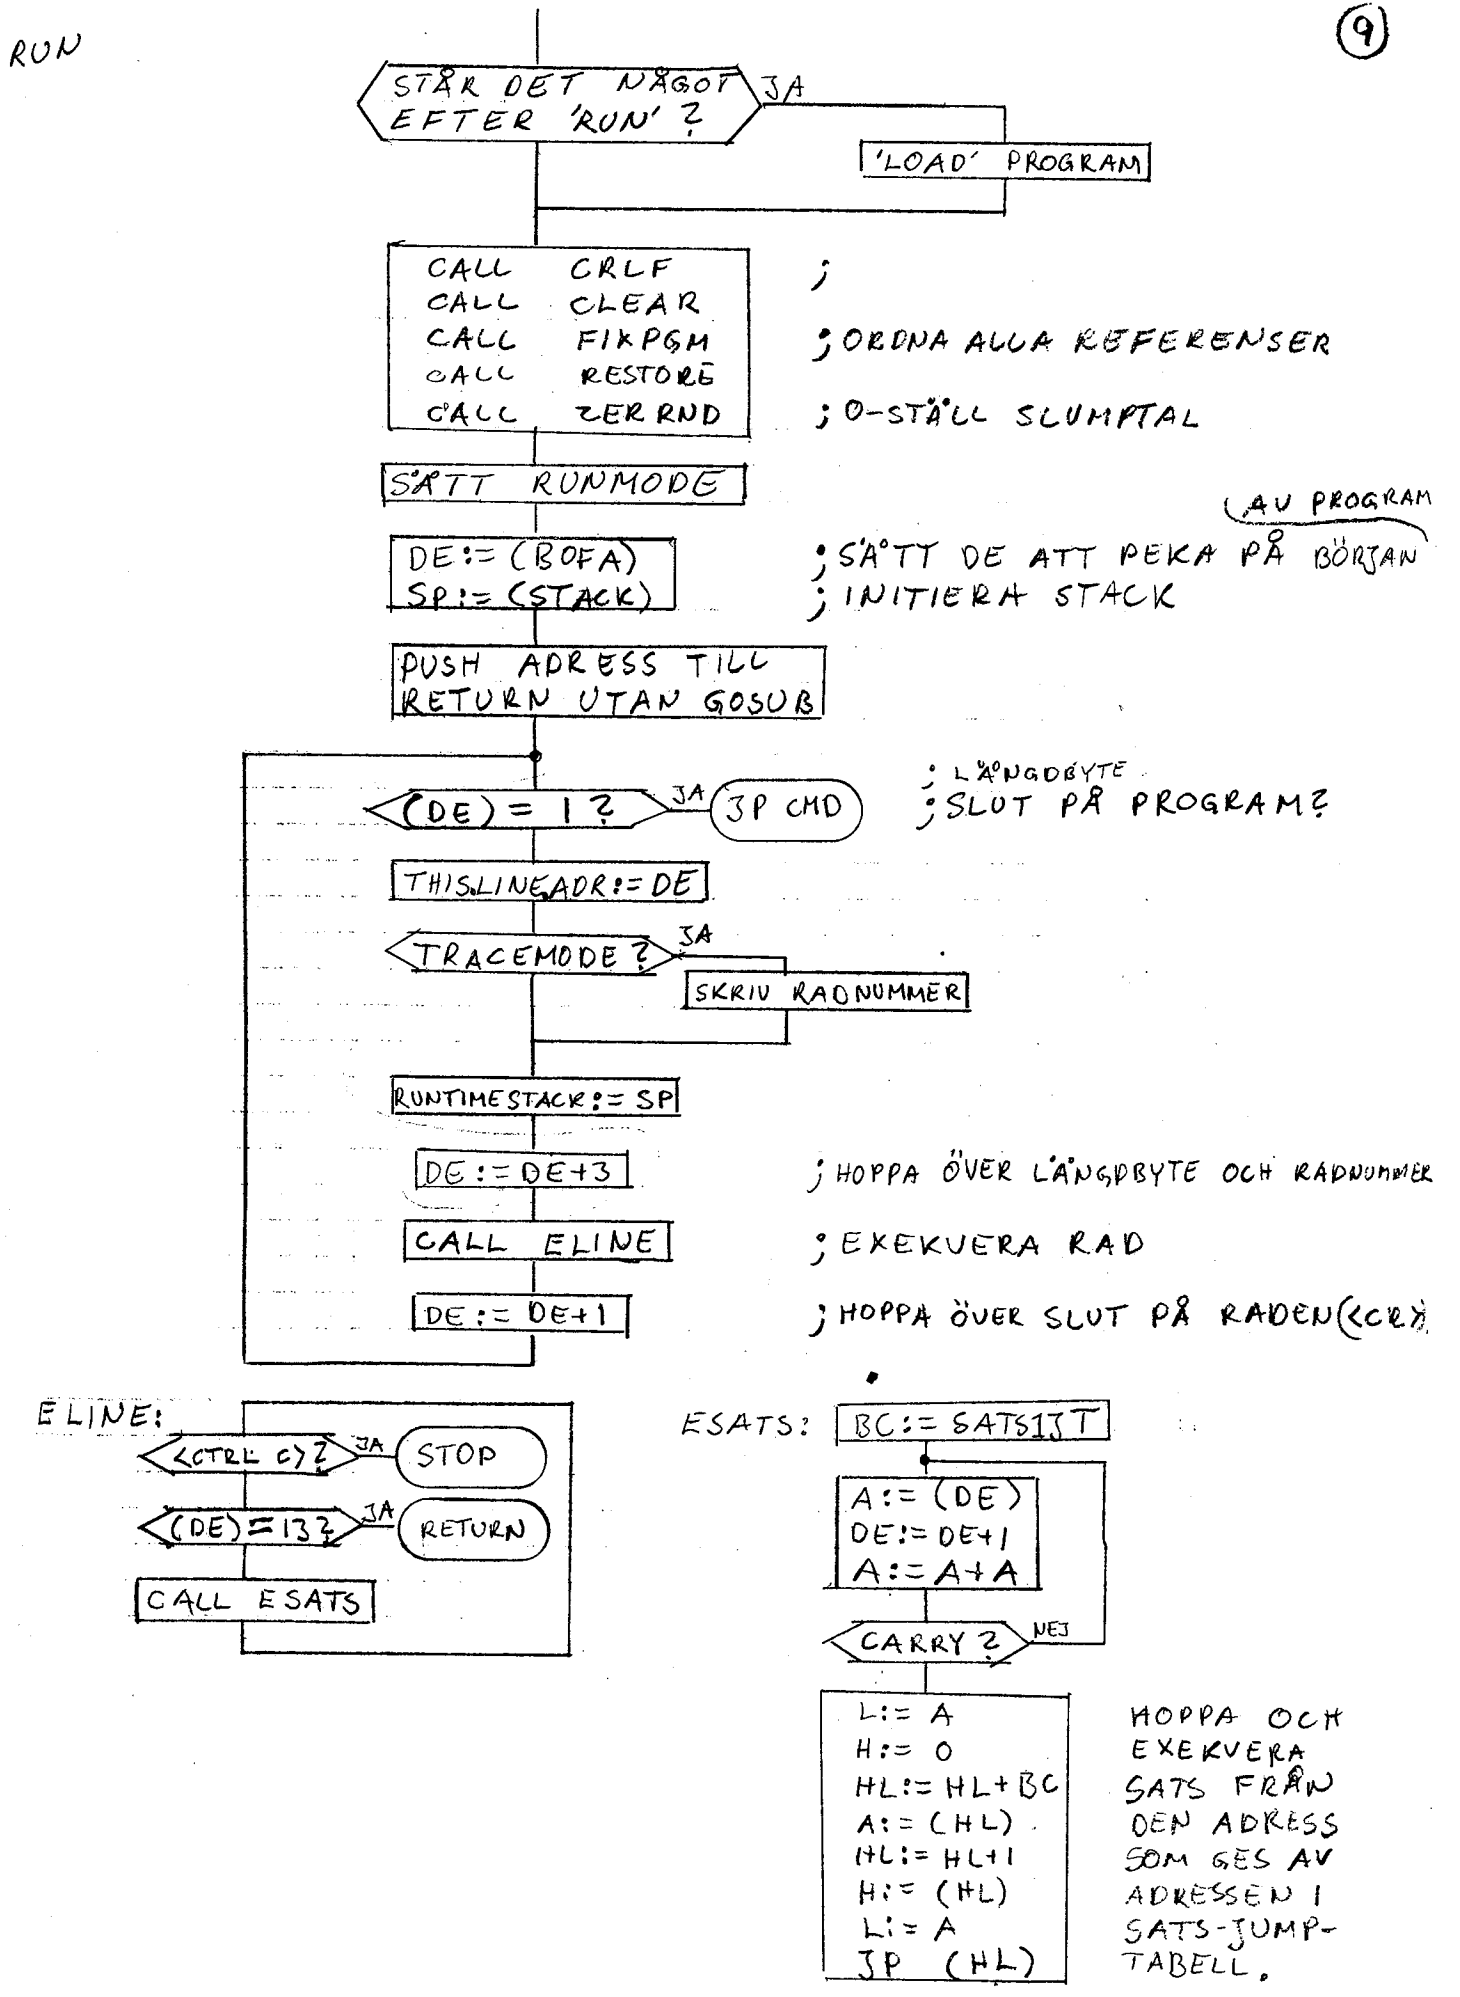 RUN
9
STÅR DET NÅGOT
EFTER 'RUN' ?
JA
'LOAD' PROGRAM
CALL CRLF ;
CALL CLEAR
CALL FIXPGM ; ORDNA ALLA REFERENSER
CALL RESTORE
CALL ZERRND ; 0-STÄLL SLUMPTAL
SÄTT RUNMODE
AV PROGRAM
DE:= (BOFA) ; SÄTT DE ATT PEKA PÅ BÖRJAN
SP:= (STACK) ; INITIERA STACK
PUSH ADRESS TILL
RETURN UTAN GOSUB
; LÄNGDBYTE
(DE) = 1 ? JA JP CMD ; SLUT PÅ PROGRAM?
THIS.LINE.ADR:= DE
TRACEMODE ? JA
SKRIV RADNUMMER
RUNTIMESTACK:= SP
DE:= DE+3 ; HOPPA ÖVER LÄNGDBYTE OCH RADNUMMER
CALL ELINE ; EXEKVERA RAD
DE:= DE+1 ; HOPPA ÖVER SLUT PÅ RADEN(<CR>)
ELINE:
<CTRL C>? JA STOP
(DE)=13? JA RETURN
CALL ESATS
ESATS: BC:= SATS1JT
A:= (DE)
DE:= DE+1
A:= A+A
CARRY ? NEJ
L:= A
H:= 0
HL:= HL+BC
A:= (HL)
HL:= HL+1
H:= (HL)
L:= A
JP (HL)
HOPPA OCH
EXEKVERA
SATS FRÅN
DEN ADRESS
SOM GES AV
ADRESSEN I
SATS-JUMP-
TABELL.